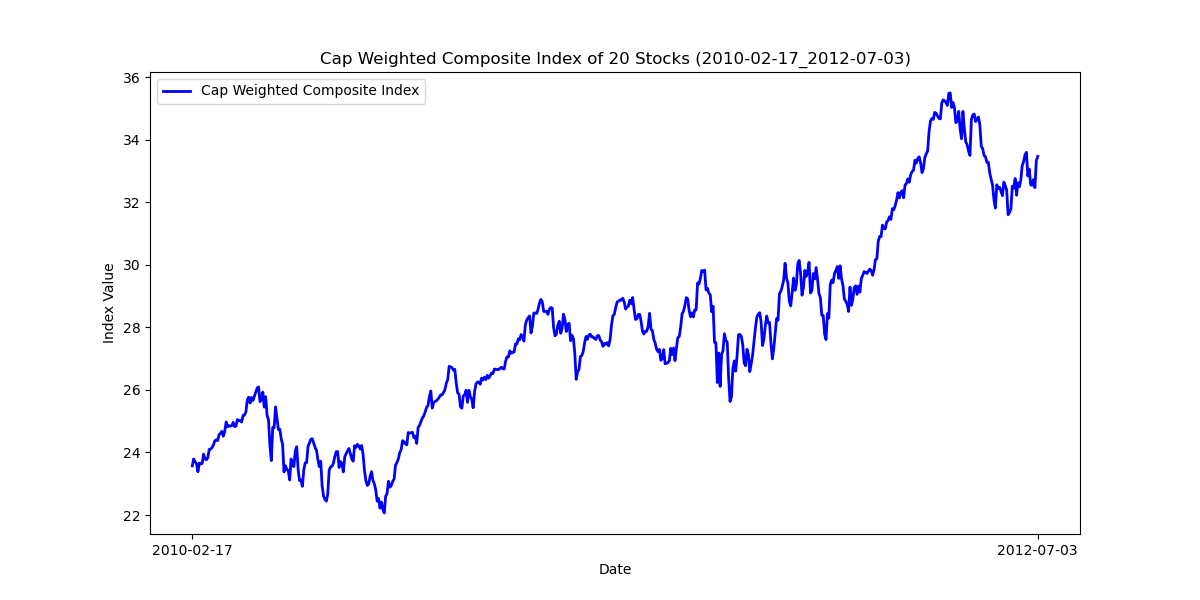 Cap Weighted Composite Index of 20 Stocks (2010-02-17_2012-07-03)
Cap Weighted Composite Index
36
34
32
30
28
26
24
22
Index Value
2010-02-17
2012-07-03
Date